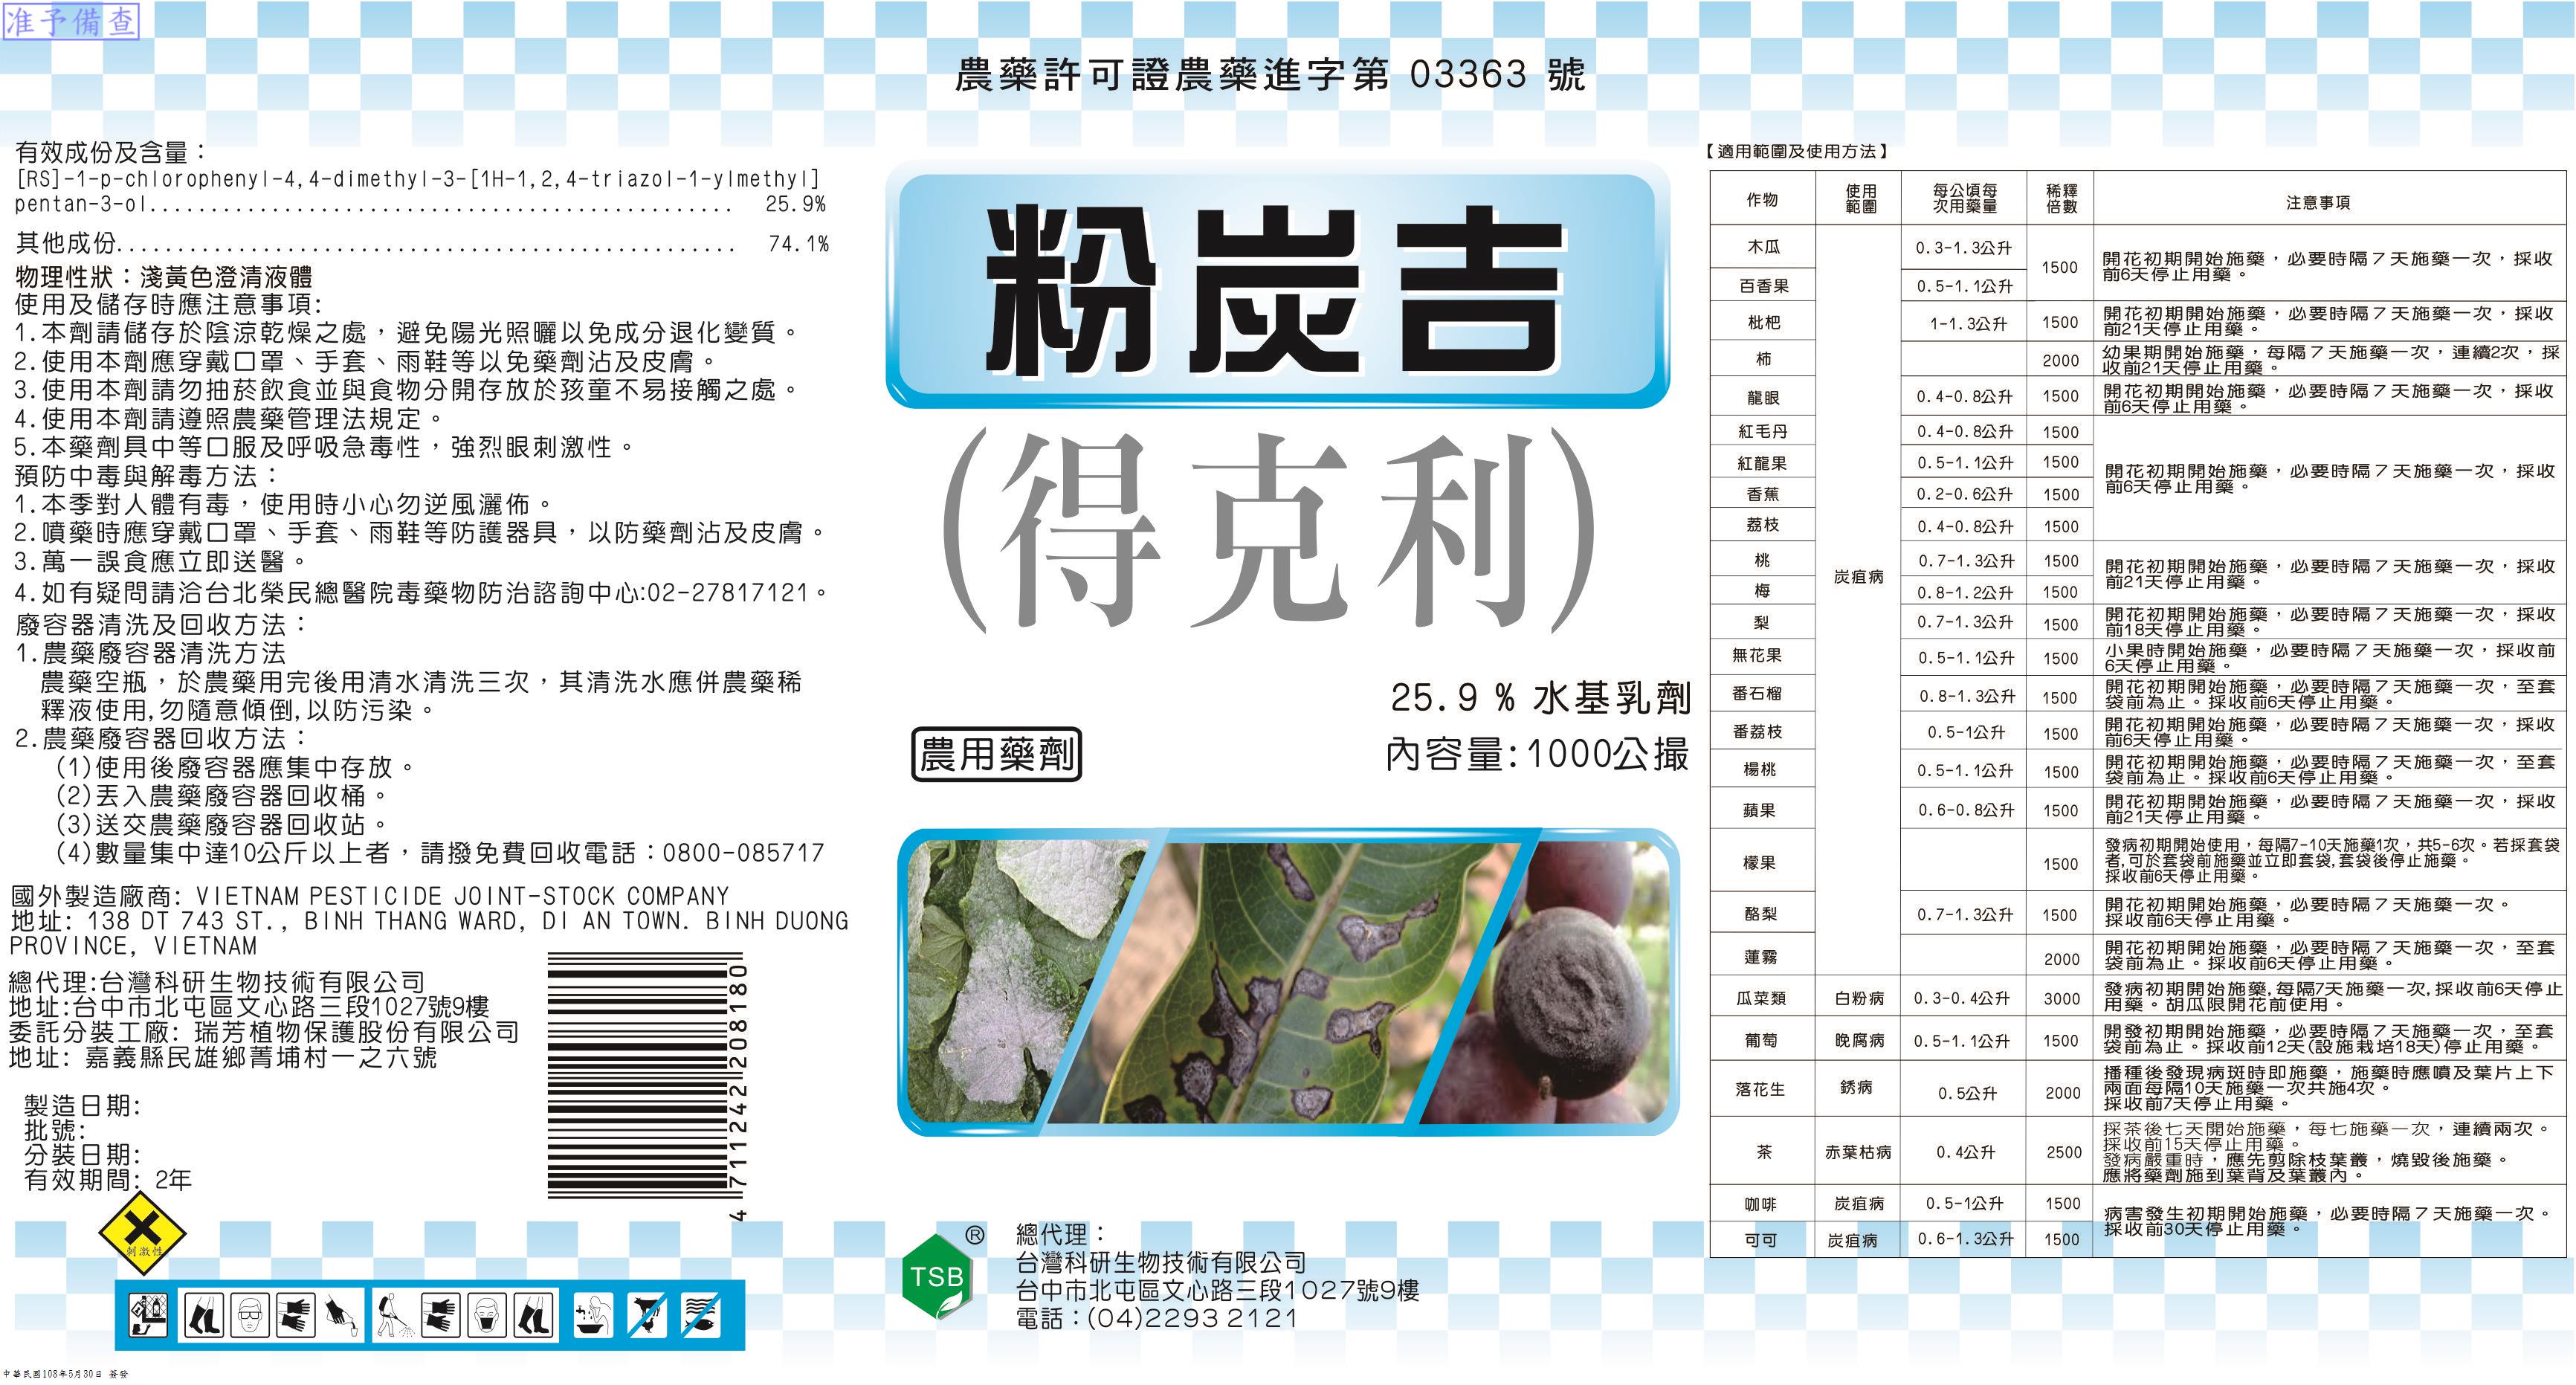 准予備查
農藥許可證農藥進字第 03363 號
有效成份及含量：
[RS]-1-p-chlorophenyl-4,4-dimethyl-3-[1H-1,2,4-triazol-1-ylmethyl]
pentan-3-ol................................................ 25.9%
其他成份................................................... 74.1%
物理性狀：淺黃色澄清液體
使用及儲存時應注意事項:
1.本劑請儲存於陰涼乾燥之處，避免陽光照曬以免成分退化變質。
2.使用本劑應穿戴口罩、手套、雨鞋等以免藥劑沾及皮膚。
3.使用本劑請勿抽菸飲食並與食物分開存放於孩童不易接觸之處。
4.使用本劑請遵照農藥管理法規定。
5.本藥劑具中等口服及呼吸急毒性，強烈眼刺激性。
預防中毒與解毒方法：
1.本季對人體有毒，使用時小心勿逆風灑佈。
2.噴藥時應穿戴口罩、手套、雨鞋等防護器具，以防藥劑沾及皮膚。
3.萬一誤食應立即送醫。
4.如有疑問請洽台北榮民總醫院毒藥物防治諮詢中心:02-27817121。
廢容器清洗及回收方法：
1.農藥廢容器清洗方法
農藥空瓶，於農藥用完後用清水清洗三次，其清洗水應併農藥稀
釋液使用,勿隨意傾倒,以防污染。
2.農藥廢容器回收方法：
(1)使用後廢容器應集中存放。
(2)丟入農藥廢容器回收桶。
(3)送交農藥廢容器回收站。
(4)數量集中達10公斤以上者，請撥免費回收電話：0800-085717
國外製造廠商: VIETNAM PESTICIDE JOINT-STOCK COMPANY
地址: 138 DT 743 ST., BINH THANG WARD, DI AN TOWN. BINH DUONG
PROVINCE, VIETNAM
總代理:台灣科研生物技術有限公司
地址:台中市北屯區文心路三段1027號9樓
委託分裝工廠: 瑞芳植物保護股份有限公司
地址: 嘉義縣民雄鄉菁埔村一之六號
製造日期:
批號:
分裝日期:
有效期間: 2年
4 711242 208180
刺激性
中華民國108年5月30日 簽發
粉炭吉
(得克利)
25.9 % 水基乳劑
農用藥劑
內容量:1000公撮
TSB
®
總代理：
台灣科研生物技術有限公司
台中市北屯區文心路三段1027號9樓
電話：(04)2293 2121
【適用範圍及使用方法】
作物 使用範圍 每公頃每次用藥量 稀釋倍數 注意事項
木瓜 0.3-1.3公升
百香果 0.5-1.1公升
1500 開花初期開始施藥，必要時隔７天施藥一次，採收
前6天停止用藥。
枇杷 1-1.3公升 1500 開花初期開始施藥，必要時隔７天施藥一次，採收
前21天停止用藥。
柿 2000 幼果期開始施藥，每隔７天施藥一次，連續2次，採
收前21天停止用藥。
龍眼 0.4-0.8公升 1500 開花初期開始施藥，必要時隔７天施藥一次，採收
前6天停止用藥。
紅毛丹 0.4-0.8公升 1500
紅龍果 0.5-1.1公升 1500
香蕉 0.2-0.6公升 1500
荔枝 0.4-0.8公升 1500
開花初期開始施藥，必要時隔７天施藥一次，採收
前6天停止用藥。
炭疽病
桃 0.7-1.3公升 1500
梅 0.8-1.2公升 1500
開花初期開始施藥，必要時隔７天施藥一次，採收
前21天停止用藥。
梨 0.7-1.3公升 1500 開花初期開始施藥，必要時隔７天施藥一次，採收
前18天停止用藥。
無花果 0.5-1.1公升 1500 小果時開始施藥，必要時隔７天施藥一次，採收前
6天停止用藥。
番石榴 0.8-1.3公升 1500 開花初期開始施藥，必要時隔７天施藥一次，至套
袋前為止。採收前6天停止用藥。
番荔枝 0.5-1公升 1500 開花初期開始施藥，必要時隔７天施藥一次，採收
前6天停止用藥。
楊桃 0.5-1.1公升 1500 開花初期開始施藥，必要時隔７天施藥一次，至套
袋前為止。採收前6天停止用藥。
蘋果 0.6-0.8公升 1500 開花初期開始施藥，必要時隔７天施藥一次，採收
前21天停止用藥。
檬果 1500 發病初期開始使用，每隔7-10天施藥1次，共5-6次。若採套袋
者,可於套袋前施藥並立即套袋,套袋後停止施藥。
採收前6天停止用藥。
酪梨 0.7-1.3公升 1500 開花初期開始施藥，必要時隔７天施藥一次。
採收前6天停止用藥。
蓮霧 2000 開花初期開始施藥，必要時隔７天施藥一次，至套
袋前為止。採收前6天停止用藥。
瓜菜類 白粉病 0.3-0.4公升 3000 發病初期開始施藥,每隔7天施藥一次,採收前6天停止
用藥。胡瓜限開花前使用。
葡萄 晚腐病 0.5-1.1公升 1500 開發初期開始施藥，必要時隔７天施藥一次，至套
袋前為止。採收前12天(設施栽培18天)停止用藥。
落花生 銹病 0.5公升 2000 播種後發現病斑時即施藥，施藥時應噴及葉片上下
兩面每隔10天施藥一次共施4次。
採收前7天停止用藥。
茶 赤葉枯病 0.4公升 2500 採茶後七天開始施藥，每七施藥一次，連續兩次。
採收前15天停止用藥。
發病嚴重時，應先剪除枝葉叢，燒毀後施藥。
應將藥劑施到葉背及葉叢內。
咖啡 炭疽病 0.5-1公升 1500
可可 炭疽病 0.6-1.3公升 1500
病害發生初期開始施藥，必要時隔７天施藥一次。
採收前30天停止用藥。